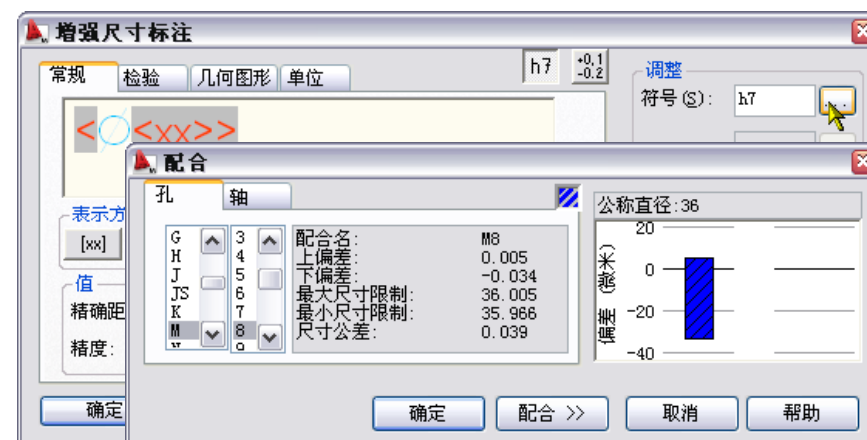 增强尺寸标注
常规 检验 几何图形 单位 h7 +0.1 -0.2
调整
符号(S): h7 ...
<∅<xx>>
配合
孔 轴
表示方
[xx]
值
精确距
精度:
确定
G 3
H 4
J 5
JS 6
K 7
M 8
配合名: M8
上偏差: 0.005
下偏差: -0.034
最大尺寸限制: 36.005
最小尺寸限制: 35.966
尺寸公差: 0.039
公称直径:36
偏差 (微米)
20
0
-20
-40
确定 配合 >> 取消 帮助